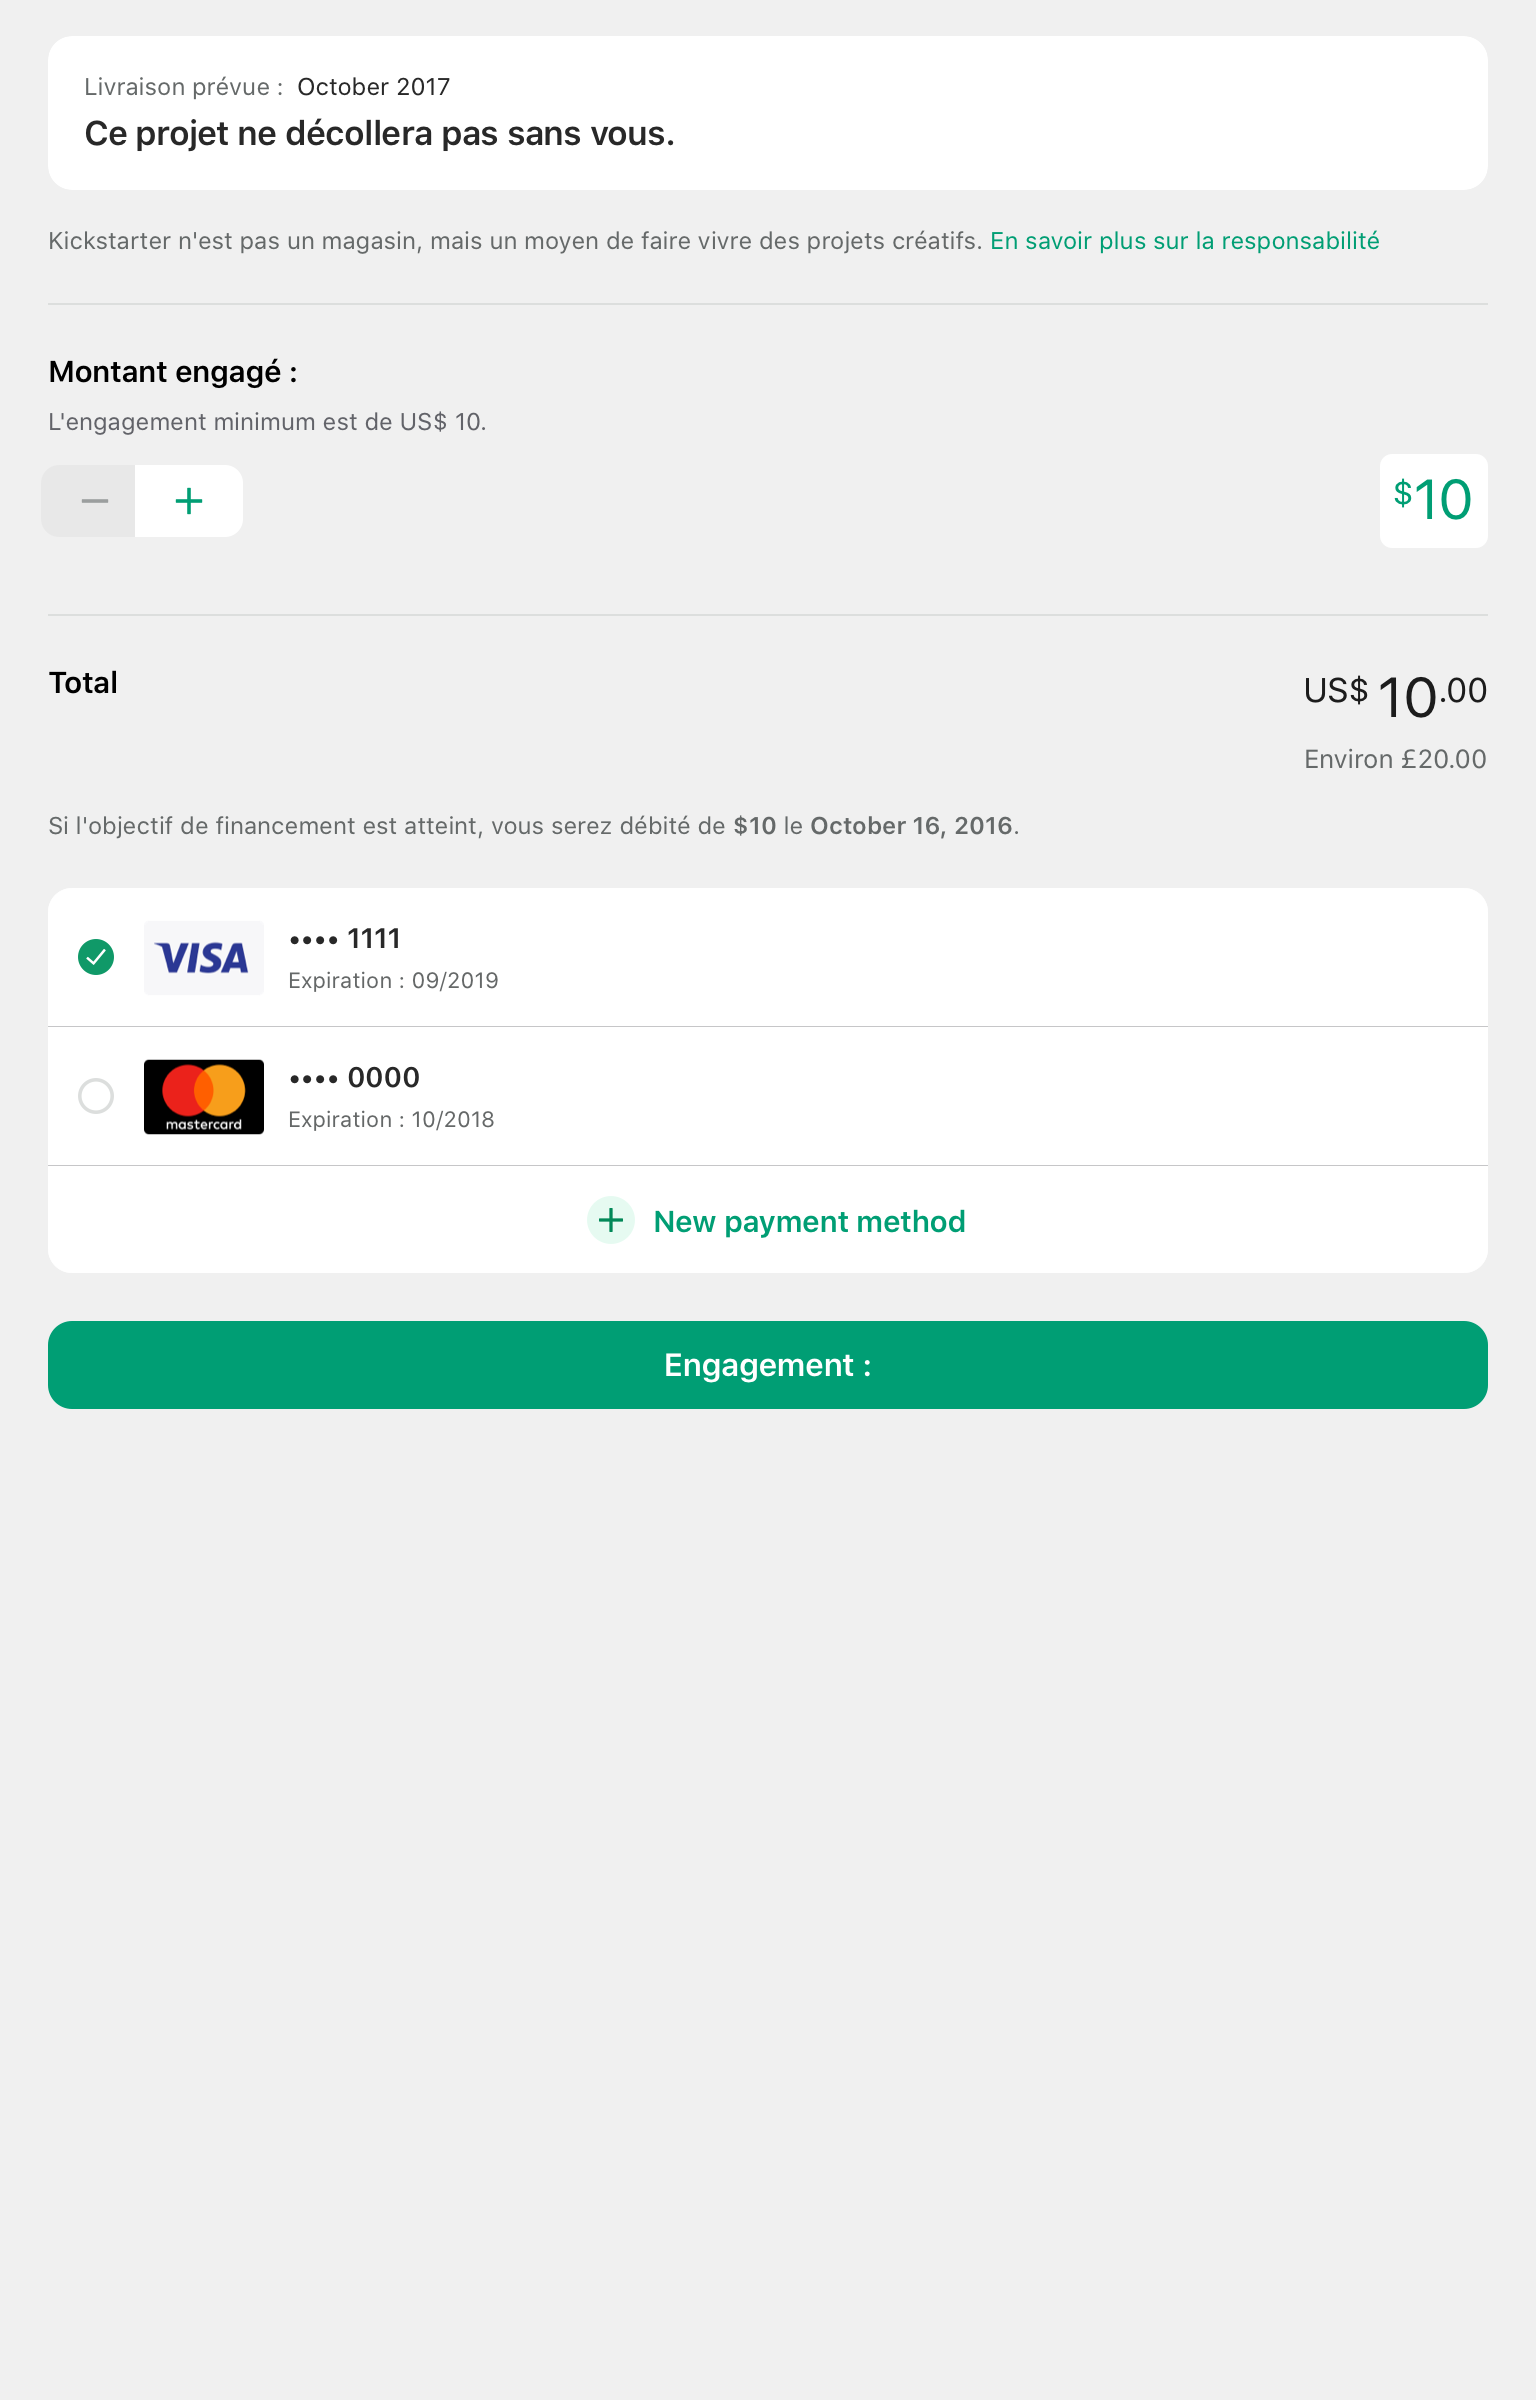 Livraison prévue : October 2017
Ce projet ne décollera pas sans vous.
Kickstarter n'est pas un magasin, mais un moyen de faire vivre des projets créatifs. En savoir plus sur la responsabilité
Montant engagé :
L'engagement minimum est de US$ 10.
$10
Total
US$ 10.00
Environ £20.00
Si l'objectif de financement est atteint, vous serez débité de $10 le October 16, 2016.
VISA
•••• 1111
Expiration : 09/2019
mastercard
•••• 0000
Expiration : 10/2018
New payment method
Engagement :